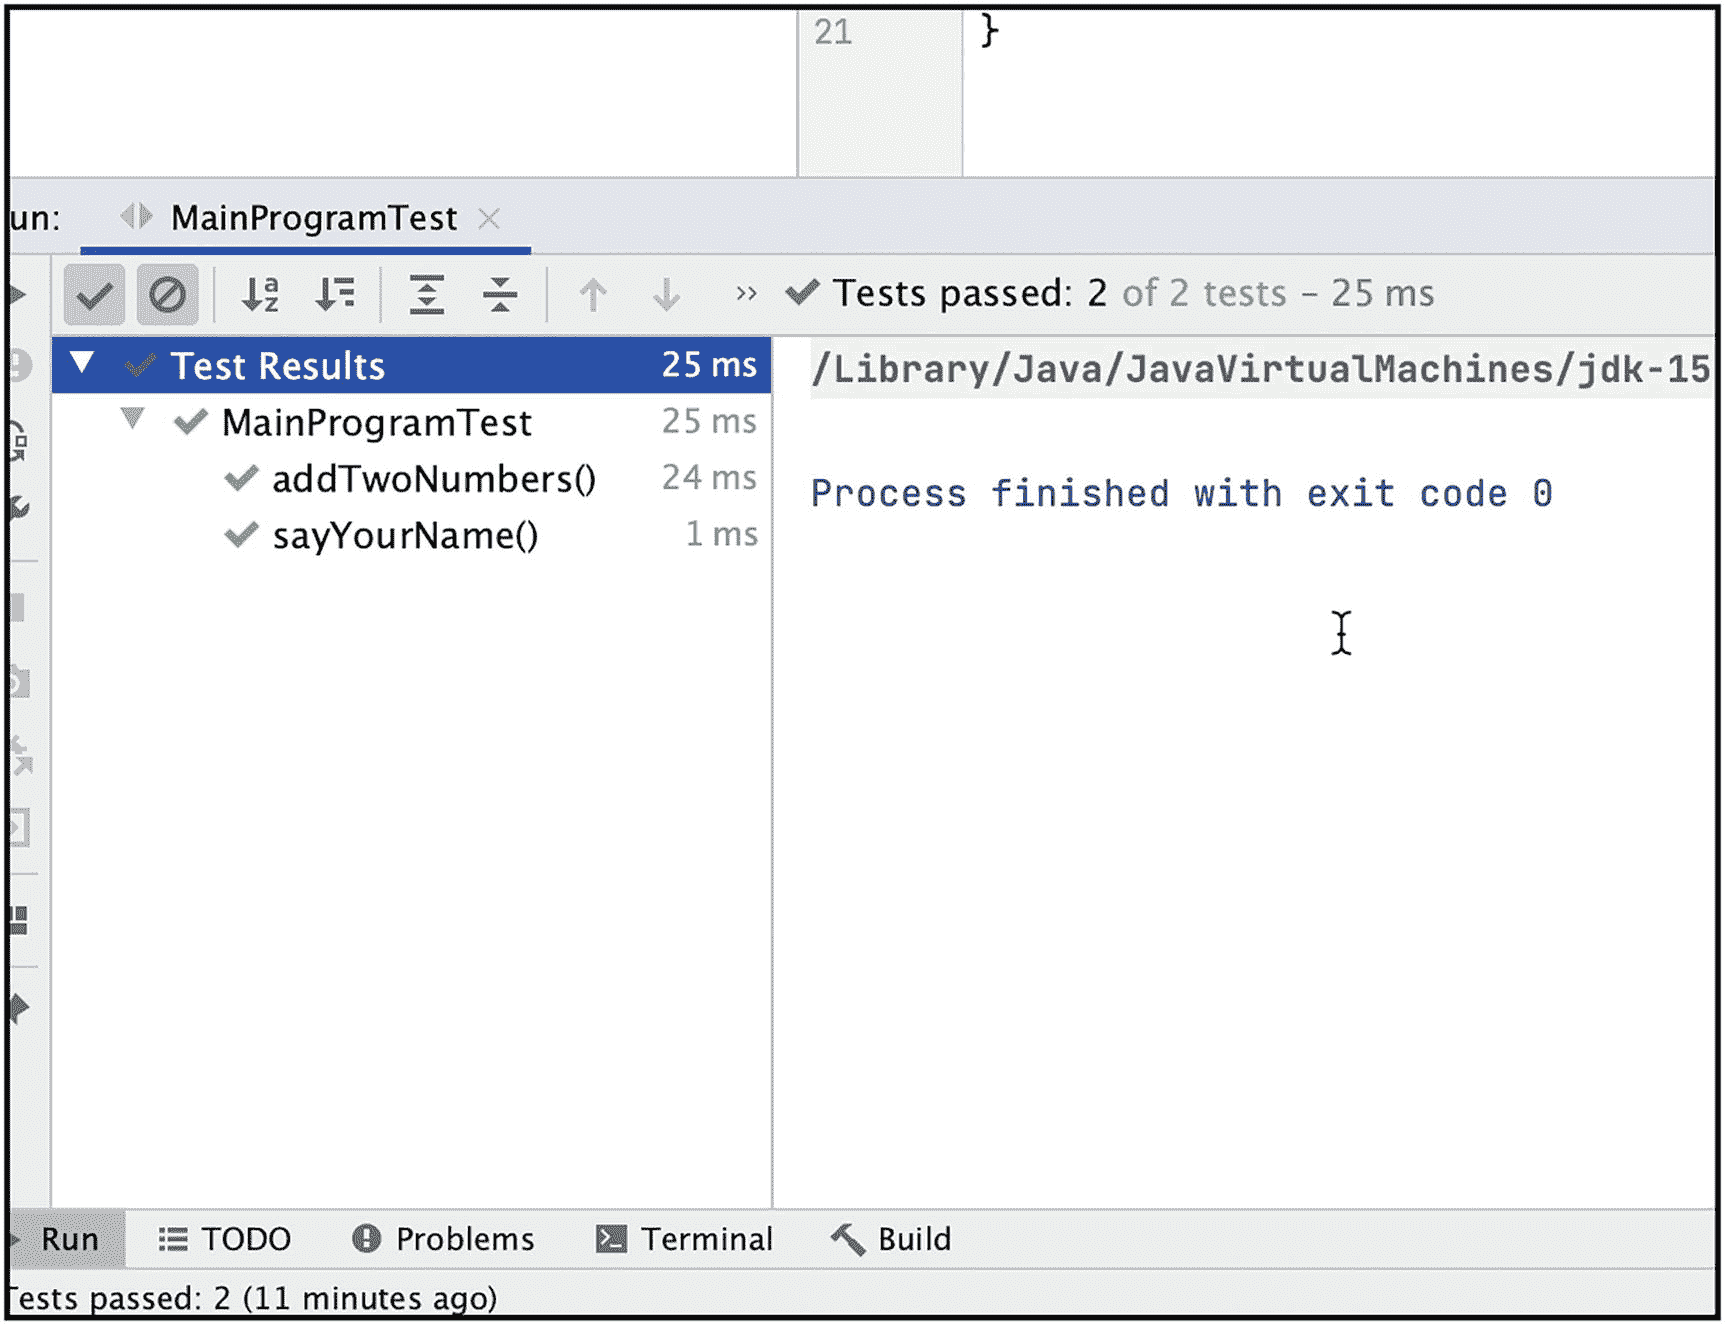 21 }
un: MainProgramTest
Tests passed: 2 of 2 tests – 25 ms
Test Results 25 ms
/Library/Java/JavaVirtualMachines/jdk-15
MainProgramTest 25 ms
addTwoNumbers() 24 ms
Process finished with exit code 0
sayYourName() 1 ms
Run TODO Problems Terminal Build
Tests passed: 2 (11 minutes ago)